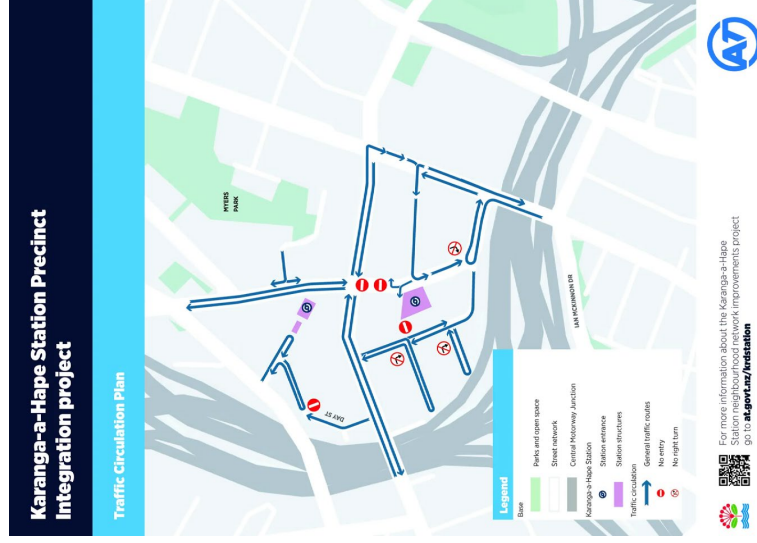 Karanga-a-Hape Station Precinct
Integration project
Traffic Circulation Plan
MYERS
PARK
DAY ST
IAN MCKINNON DR
Legend
Base
Parks and open space
Street network
Central Motorway Junction
Karanga-a-Hape Station
Station entrance
Station structures
Traffic circulation
General traffic routes
No entry
No right turn
For more information about the Karanga-a-Hape
Station neighbourhood network improvements project
go to at.govt.nz/krdstation
AT